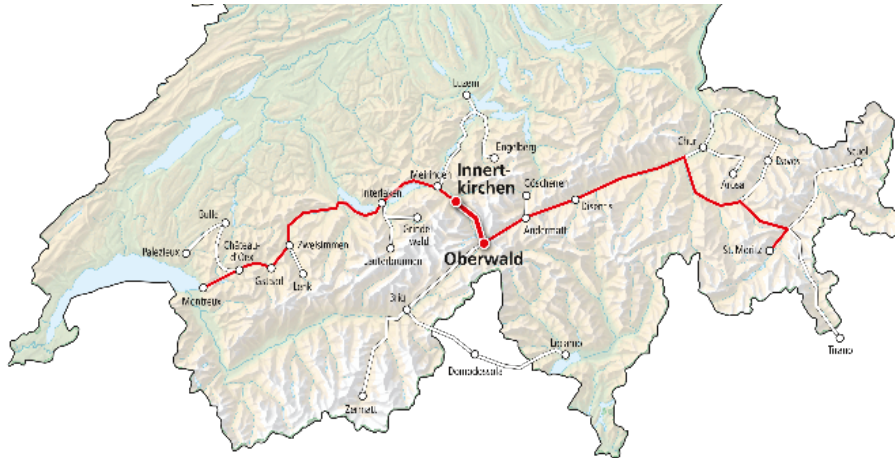 Luzern
Engelberg
Chur
Davos
Scuol
Arosa
Meiringen
Innert-
kirchen
Göschenen
Interlaken
Disentis
Bulle
Grindel
wald
Andermatt
Palézieux
Château-
d'Oex
Zweisimmen
Lauterbrunnen
Oberwald
St. Moritz
Gstaad
Lenk
Montreux
Brig
Tirano
Locarno
Domodossola
Zermatt